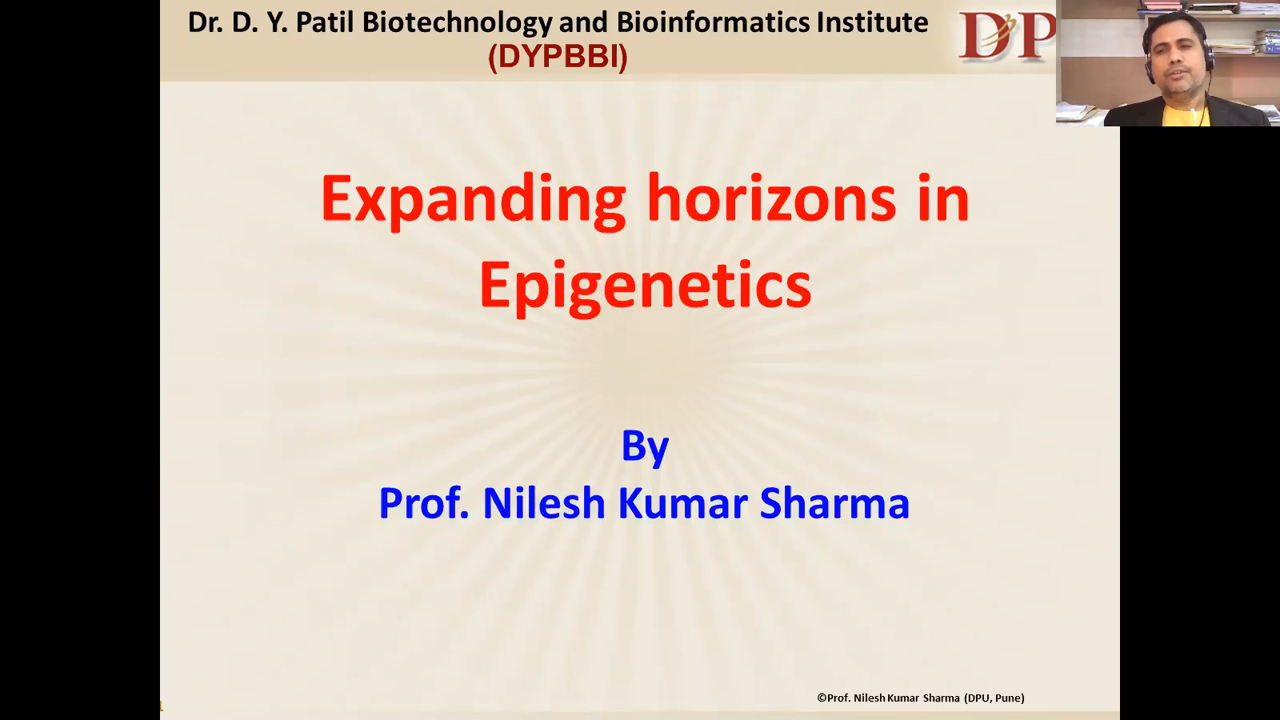 Dr. D. Y. Patil Biotechnology and Bioinformatics Institute
(DYPBBI)
DP
Expanding horizons in
Epigenetics
By
Prof. Nilesh Kumar Sharma
©Prof. Nilesh Kumar Sharma (DPU, Pune)
1